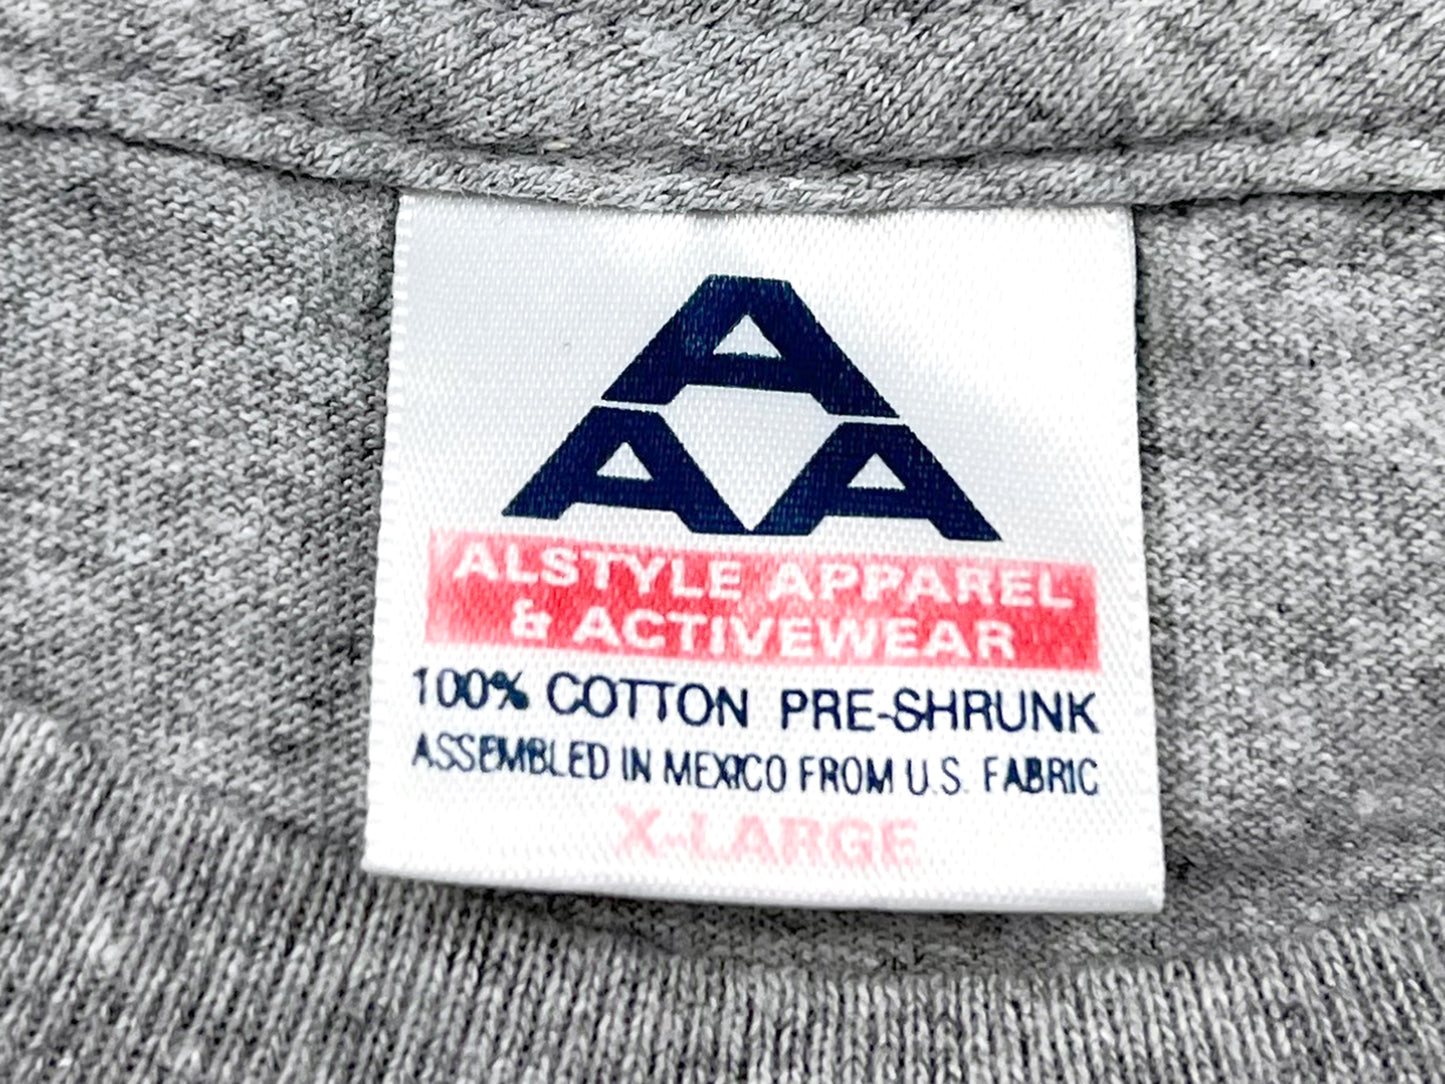 A
A A
ALSTYLE APPAREL
& ACTIVEWEAR
100% COTTON PRE-SHRUNK
ASSEMBLED IN MEXICO FROM U.S. FABRIC
X-LARGE